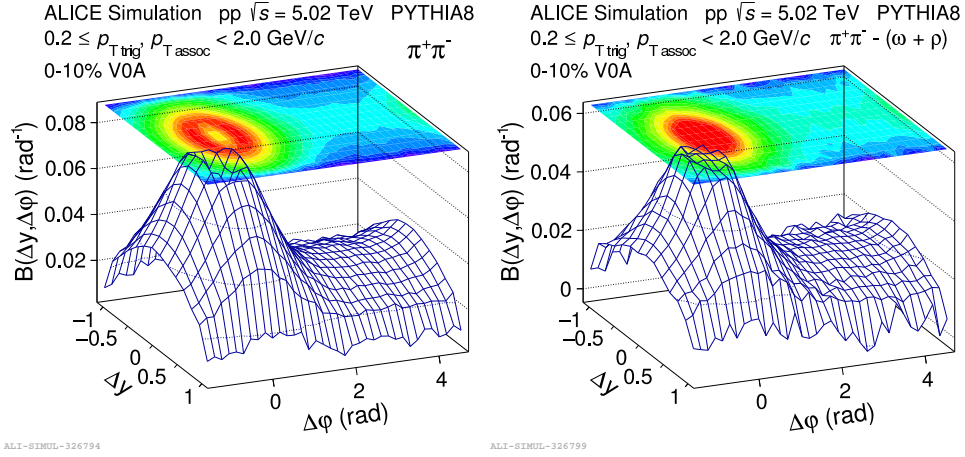 ALICE Simulation pp √s = 5.02 TeV PYTHIA8
0.2 ≤ p_T trig, p_T assoc < 2.0 GeV/c π⁺π⁻
0-10% V0A
B(Δy,Δφ) (rad⁻¹)
0.08
0.06
0.04
0.02
−1
−0.5
0
0.5
1
Δy
0
2
4
Δφ (rad)
ALI-SIMUL-326794
ALICE Simulation pp √s = 5.02 TeV PYTHIA8
0.2 ≤ p_T trig, p_T assoc < 2.0 GeV/c π⁺π⁻ - (ω + ρ)
0-10% V0A
B(Δy,Δφ) (rad⁻¹)
0.06
0.04
0.02
0
−1
−0.5
0
0.5
1
Δy
0
2
4
Δφ (rad)
ALI-SIMUL-326799